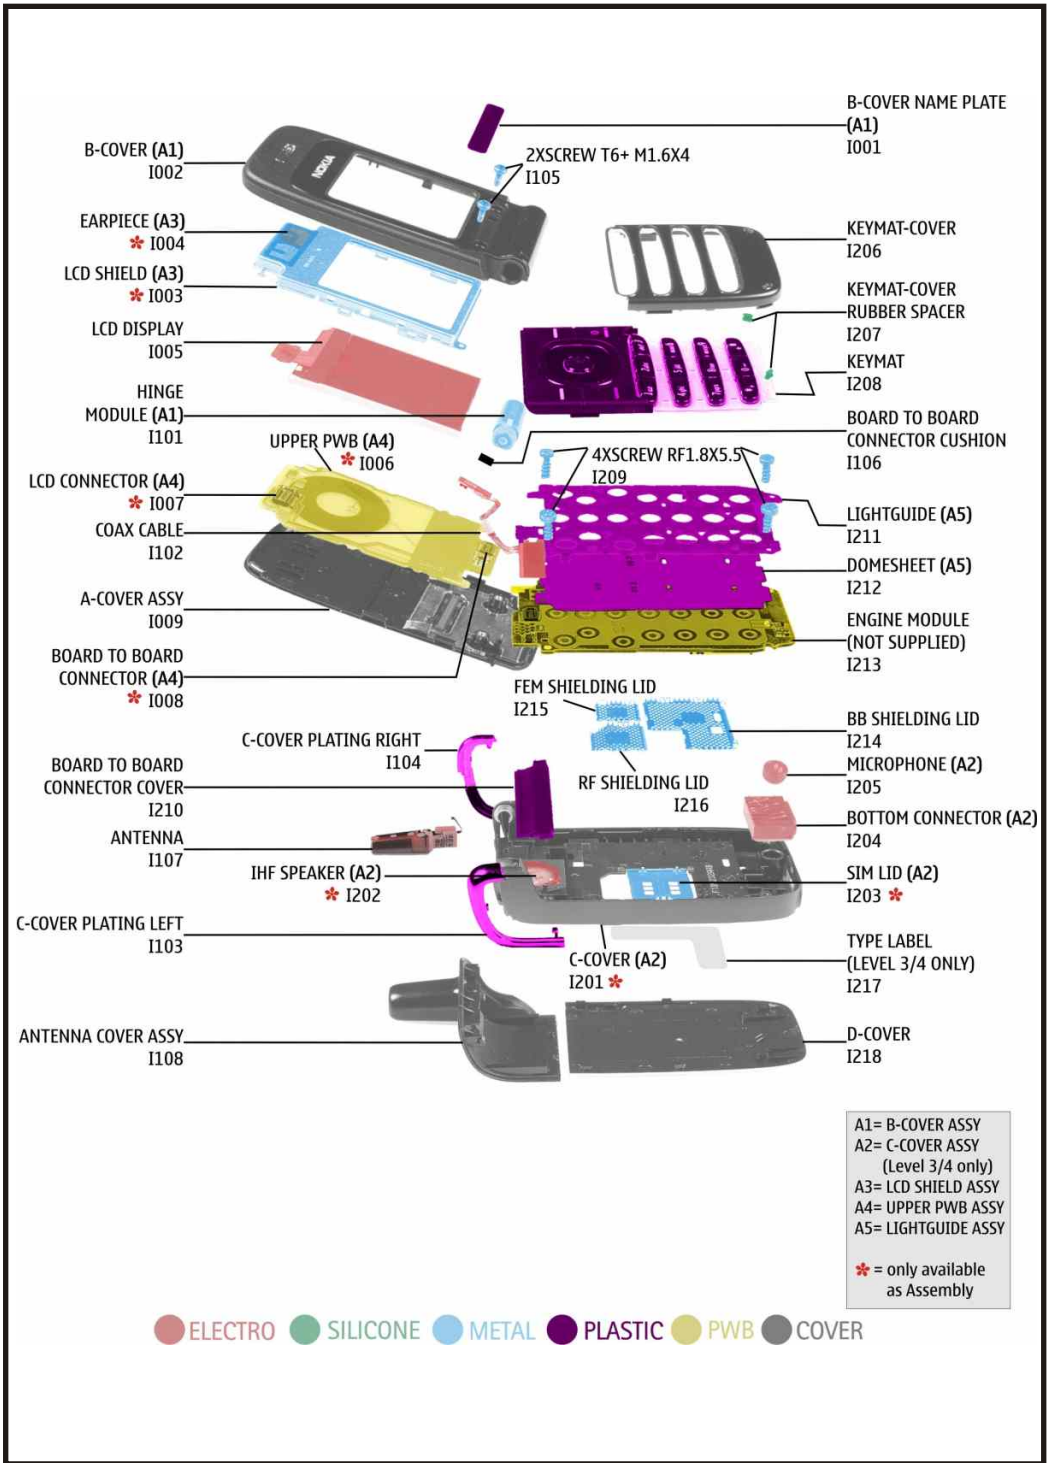 B-COVER NAME PLATE
(A1)
I001
B-COVER (A1)
I002
2XSCREW T6+ M1.6X4
I105
NOKIA
EARPIECE (A3)
* I004
KEYMAT-COVER
I206
LCD SHIELD (A3)
* I003
KEYMAT-COVER
RUBBER SPACER
I207
LCD DISPLAY
I005
KEYMAT
I208
HINGE
MODULE (A1)
I101
BOARD TO BOARD
CONNECTOR CUSHION
I106
UPPER PWB (A4)
* I006
4XSCREW RF1.8X5.5
I209
LCD CONNECTOR (A4)
* I007
LIGHTGUIDE (A5)
I211
COAX CABLE
I102
DOMESHEET (A5)
I212
A-COVER ASSY
I009
ENGINE MODULE
(NOT SUPPLIED)
I213
BOARD TO BOARD
CONNECTOR (A4)
* I008
FEM SHIELDING LID
I215
BB SHIELDING LID
I214
C-COVER PLATING RIGHT
I104
RF SHIELDING LID
I216
BOARD TO BOARD
CONNECTOR COVER
I210
MICROPHONE (A2)
I205
ANTENNA
I107
BOTTOM CONNECTOR (A2)
I204
IHF SPEAKER (A2)
* I202
SIM LID (A2)
I203 *
C-COVER PLATING LEFT
I103
C-COVER (A2)
I201 *
TYPE LABEL
(LEVEL 3/4 ONLY)
I217
ANTENNA COVER ASSY
I108
D-COVER
I218
A1= B-COVER ASSY
A2= C-COVER ASSY
(Level 3/4 only)
A3= LCD SHIELD ASSY
A4= UPPER PWB ASSY
A5= LIGHTGUIDE ASSY
* = only available
as Assembly
ELECTRO SILICONE METAL PLASTIC PWB COVER